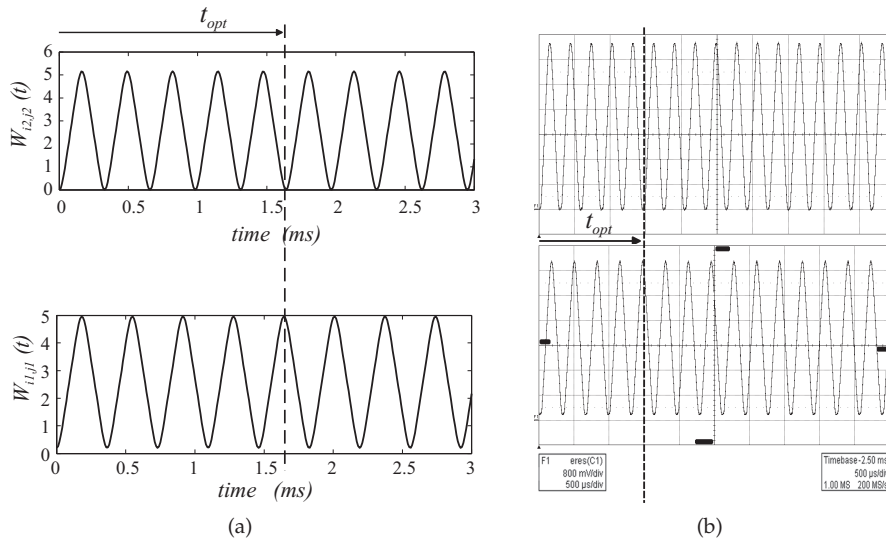 t_opt
6
5
4
3
2
1
0
W_i2,j2 (t)
0 0.5 1 1.5 2 2.5 3
time (ms)
5
4
3
2
1
0
W_i1,j1 (t)
0 0.5 1 1.5 2 2.5 3
time (ms)
(a)
t_opt
F1 eres(C1)
800 mV/div
500 µs/div
Timebase -2.50 ms
500 µs/div
1.00 MS 200 MS/s
(b)